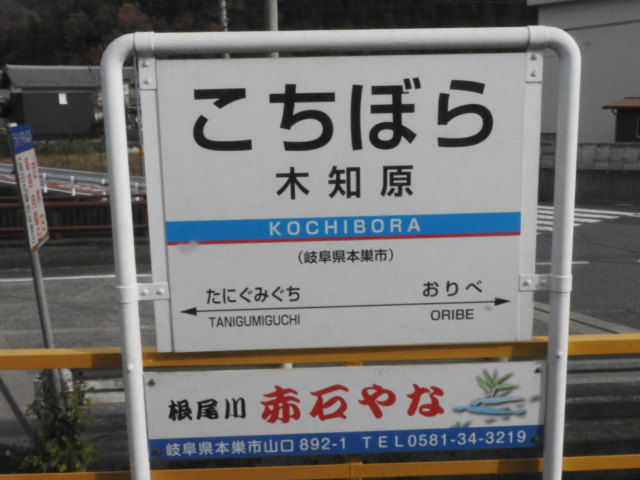 こちぼら
木知原
KOCHIBORA
(岐阜県本巣市)
たにぐみぐち おりべ
TANIGUMIGUCHI ORIBE
根尾川 赤石やな
岐阜県本巣市山口892-1 TEL0581-34-3219